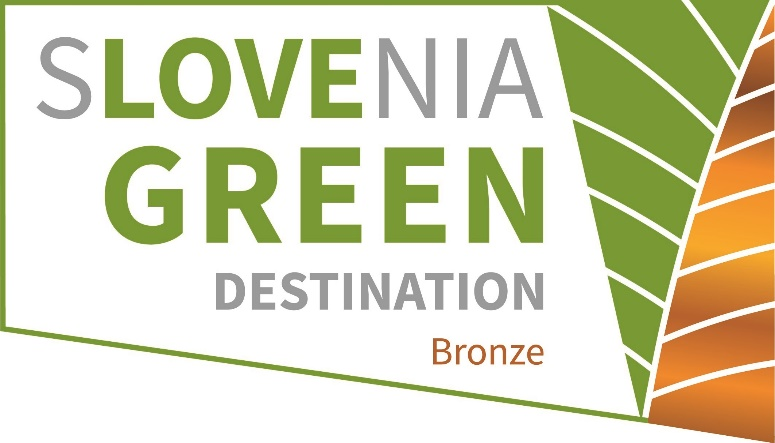 SLOVENIA
GREEN
DESTINATION
Bronze